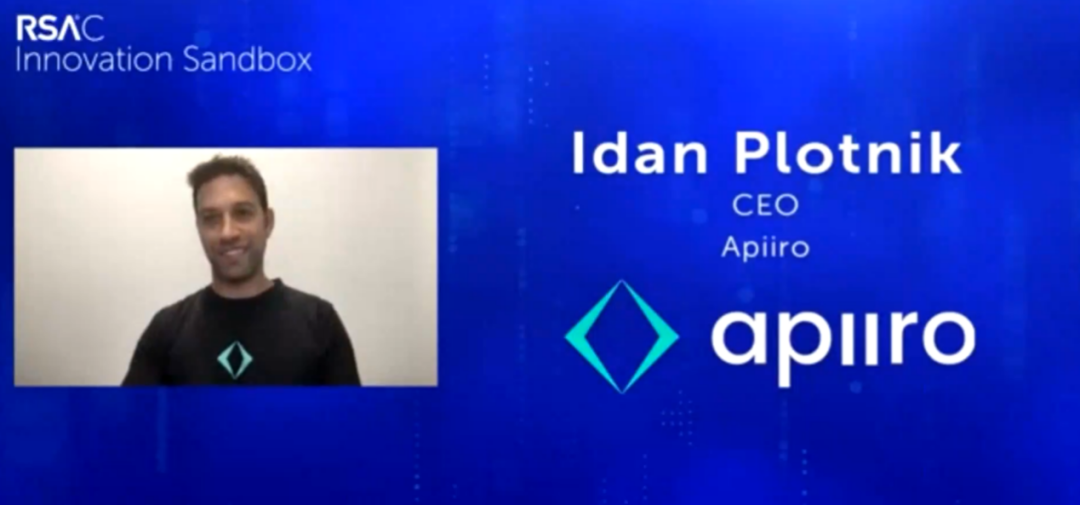 RSAC
Innovation Sandbox
Idan Plotnik
CEO
Apiiro
apiiro